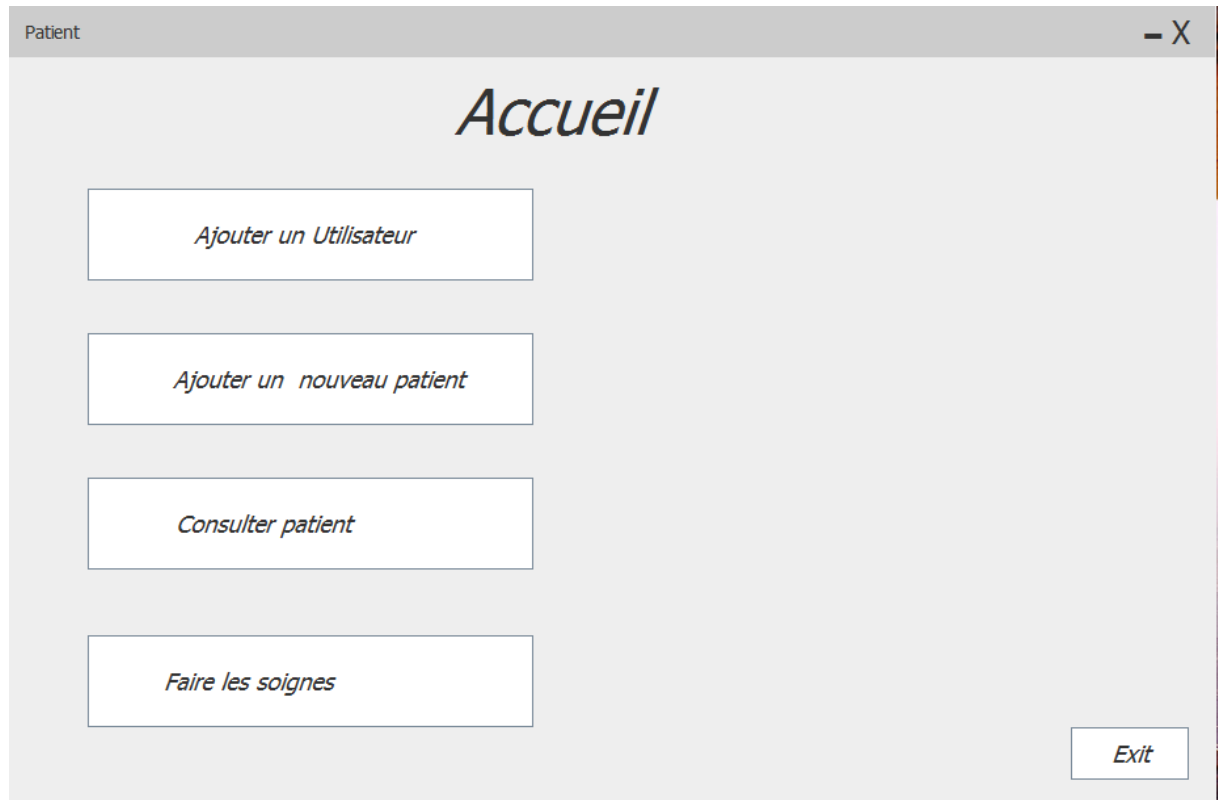 Patient
– X
Accueil
Ajouter un Utilisateur
Ajouter un  nouveau patient
Consulter patient
Faire les soignes
Exit